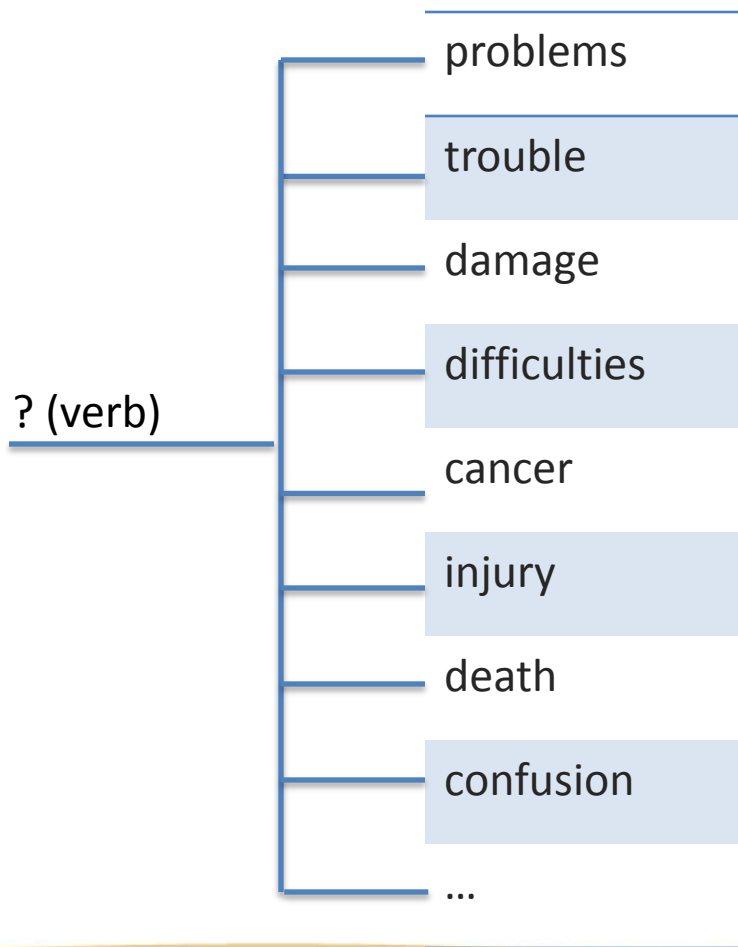 problems
trouble
damage
difficulties
? (verb)
cancer
injury
death
confusion
...